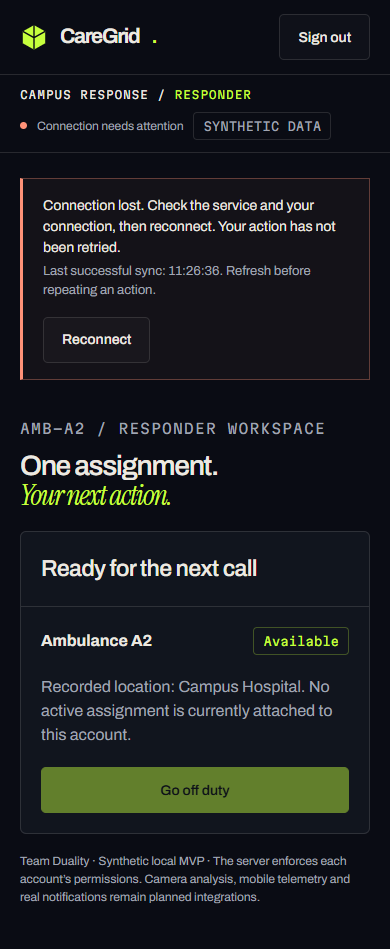 CareGrid .
Sign out
CAMPUS RESPONSE / RESPONDER
Connection needs attention
SYNTHETIC DATA
Connection lost. Check the service and your
connection, then reconnect. Your action has not
been retried.
Last successful sync: 11:26:36. Refresh before
repeating an action.
Reconnect
AMB-A2 / RESPONDER WORKSPACE
One assignment.
Your next action.
Ready for the next call
Ambulance A2
Available
Recorded location: Campus Hospital. No
active assignment is currently attached to
this account.
Go off duty
Team Duality · Synthetic local MVP · The server enforces each
account's permissions. Camera analysis, mobile telemetry and
real notifications remain planned integrations.